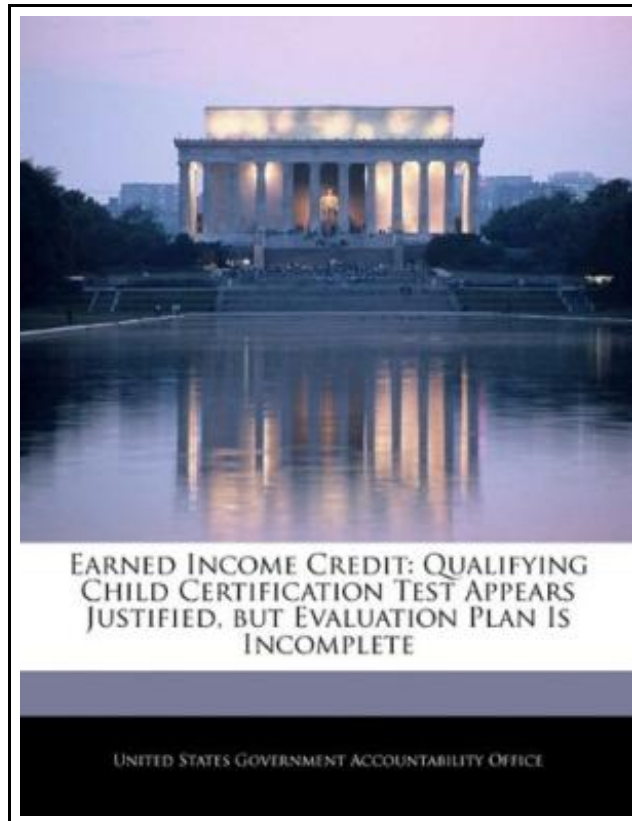 Earned Income Credit: Qualifying
Child Certification Test Appears
Justified, but Evaluation Plan Is
Incomplete
United States Government Accountability Office